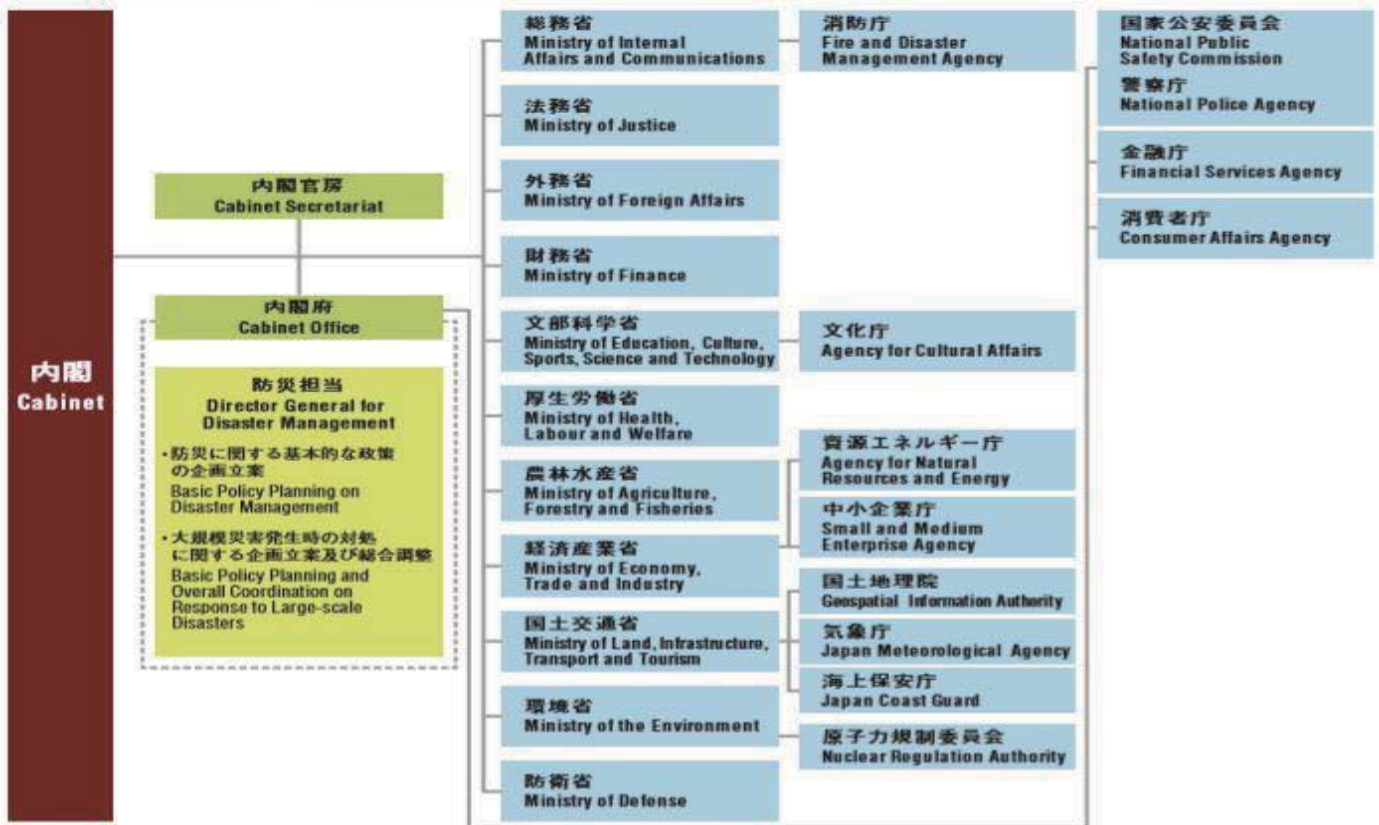 内閣
Cabinet
内閣官房
Cabinet Secretariat
内閣府
Cabinet Office
防災担当
Director General for
Disaster Management
・防災に関する基本的な政策
の企画立案
Basic Policy Planning on
Disaster Management
・大規模災害発生時の対処
に関する企画立案及び総合調整
Basic Policy Planning and
Overall Coordination on
Response to Large-scale
Disasters
総務省
Ministry of Internal
Affairs and Communications
法務省
Ministry of Justice
外務省
Ministry of Foreign Affairs
財務省
Ministry of Finance
文部科学省
Ministry of Education, Culture,
Sports, Science and Technology
厚生労働省
Ministry of Health,
Labour and Welfare
農林水産省
Ministry of Agriculture,
Forestry and Fisheries
経済産業省
Ministry of Economy,
Trade and Industry
国土交通省
Ministry of Land, Infrastructure,
Transport and Tourism
環境省
Ministry of the Environment
防衛省
Ministry of Defense
消防庁
Fire and Disaster
Management Agency
文化庁
Agency for Cultural Affairs
資源エネルギー庁
Agency for Natural
Resources and Energy
中小企業庁
Small and Medium
Enterprise Agency
国土地理院
Geospatial Information Authority
気象庁
Japan Meteorological Agency
海上保安庁
Japan Coast Guard
原子力規制委員会
Nuclear Regulation Authority
国家公安委員会
National Public
Safety Commission
警察庁
National Police Agency
金融庁
Financial Services Agency
消費者庁
Consumer Affairs Agency